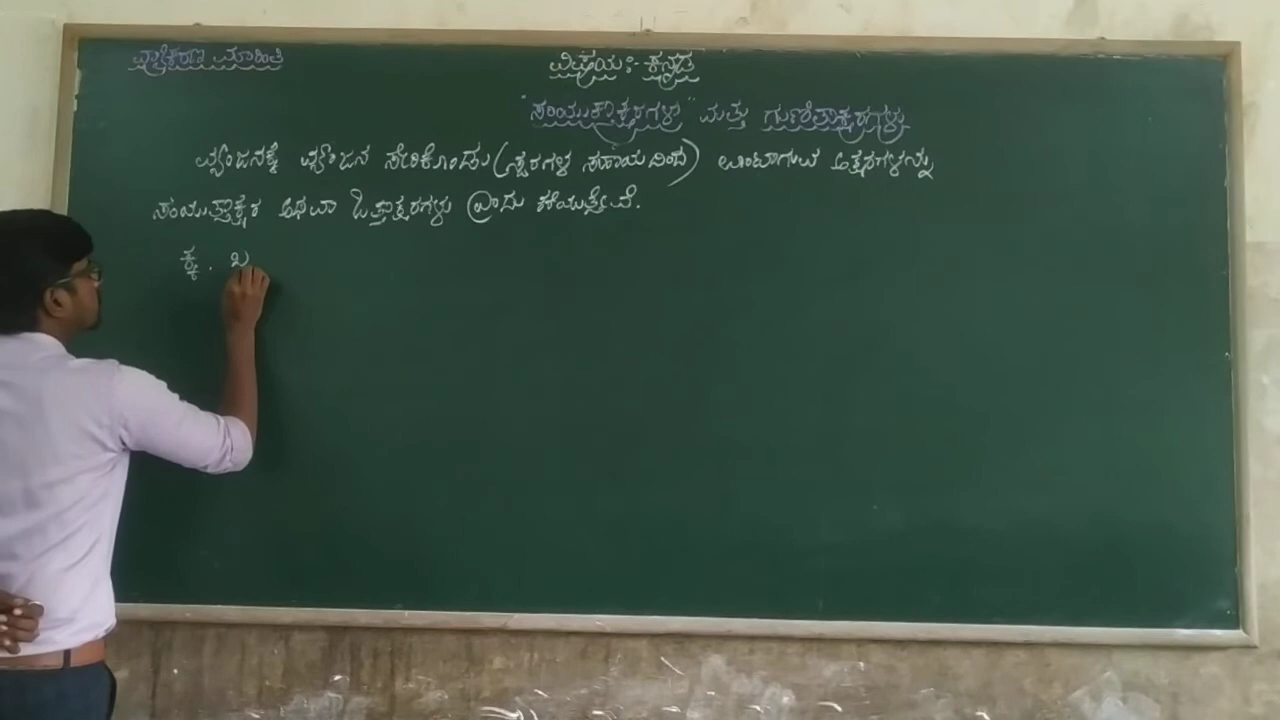 ವ್ಯಾಕರಣ ಮಾಹಿತಿ
ವಿಷಯ:- ಕನ್ನಡ
"ಸಂಯುಕ್ತಾಕ್ಷರಗಳು" ಮತ್ತು ಗುಣಿತಾಕ್ಷರಗಳು
ವ್ಯಂಜನಕ್ಕೆ ವ್ಯಂಜನ ಸೇರಿಕೊಂಡು (ಸ್ವರಗಳ ಸಹಾಯದಿಂದ) ಉಂಟಾಗುವ ಅಕ್ಷರಗಳನ್ನು
ಸಂಯುಕ್ತಾಕ್ಷರ ಅಥವಾ ಒತ್ತಾಕ್ಷರಗಳು ಎಂದು ಕರೆಯುತ್ತೇವೆ.
ಕ್ಕ . ಖ